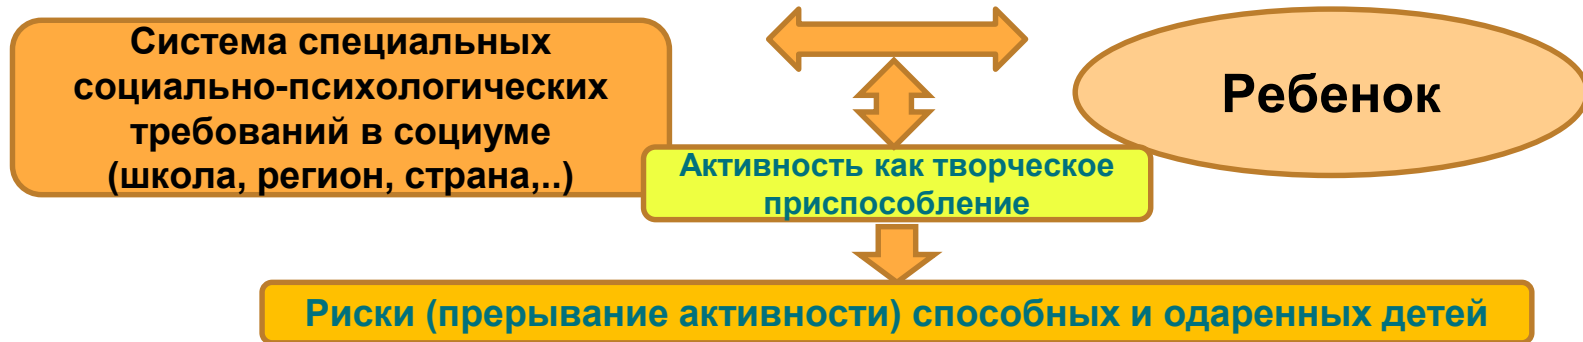 Система специальных
социально-психологических
требований в социуме
(школа, регион, страна,..)
Ребенок
Активность как творческое
приспособление
Риски (прерывание активности) способных и одаренных детей